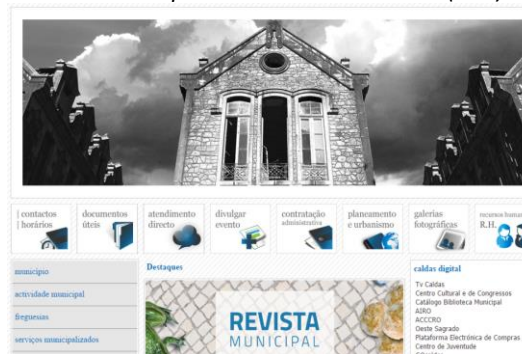 | contactos
| horários
documentos
úteis
atendimento
directo
divulgar
evento
contratação
administrativa
planeamento
e urbanismo
galerias
fotográficas
recursos humanos
R.H.
município
actividade municipal
freguesias
serviços municipalizados
Destaques
REVISTA
MUNICIPAL
caldas digital
Tv Caldas
Centro Cultural e de Congressos
Catálogo Biblioteca Municipal
AIRO
ACCCRO
Oeste Sagrado
Plataforma Electrónica de Compras
Centro de Juventude